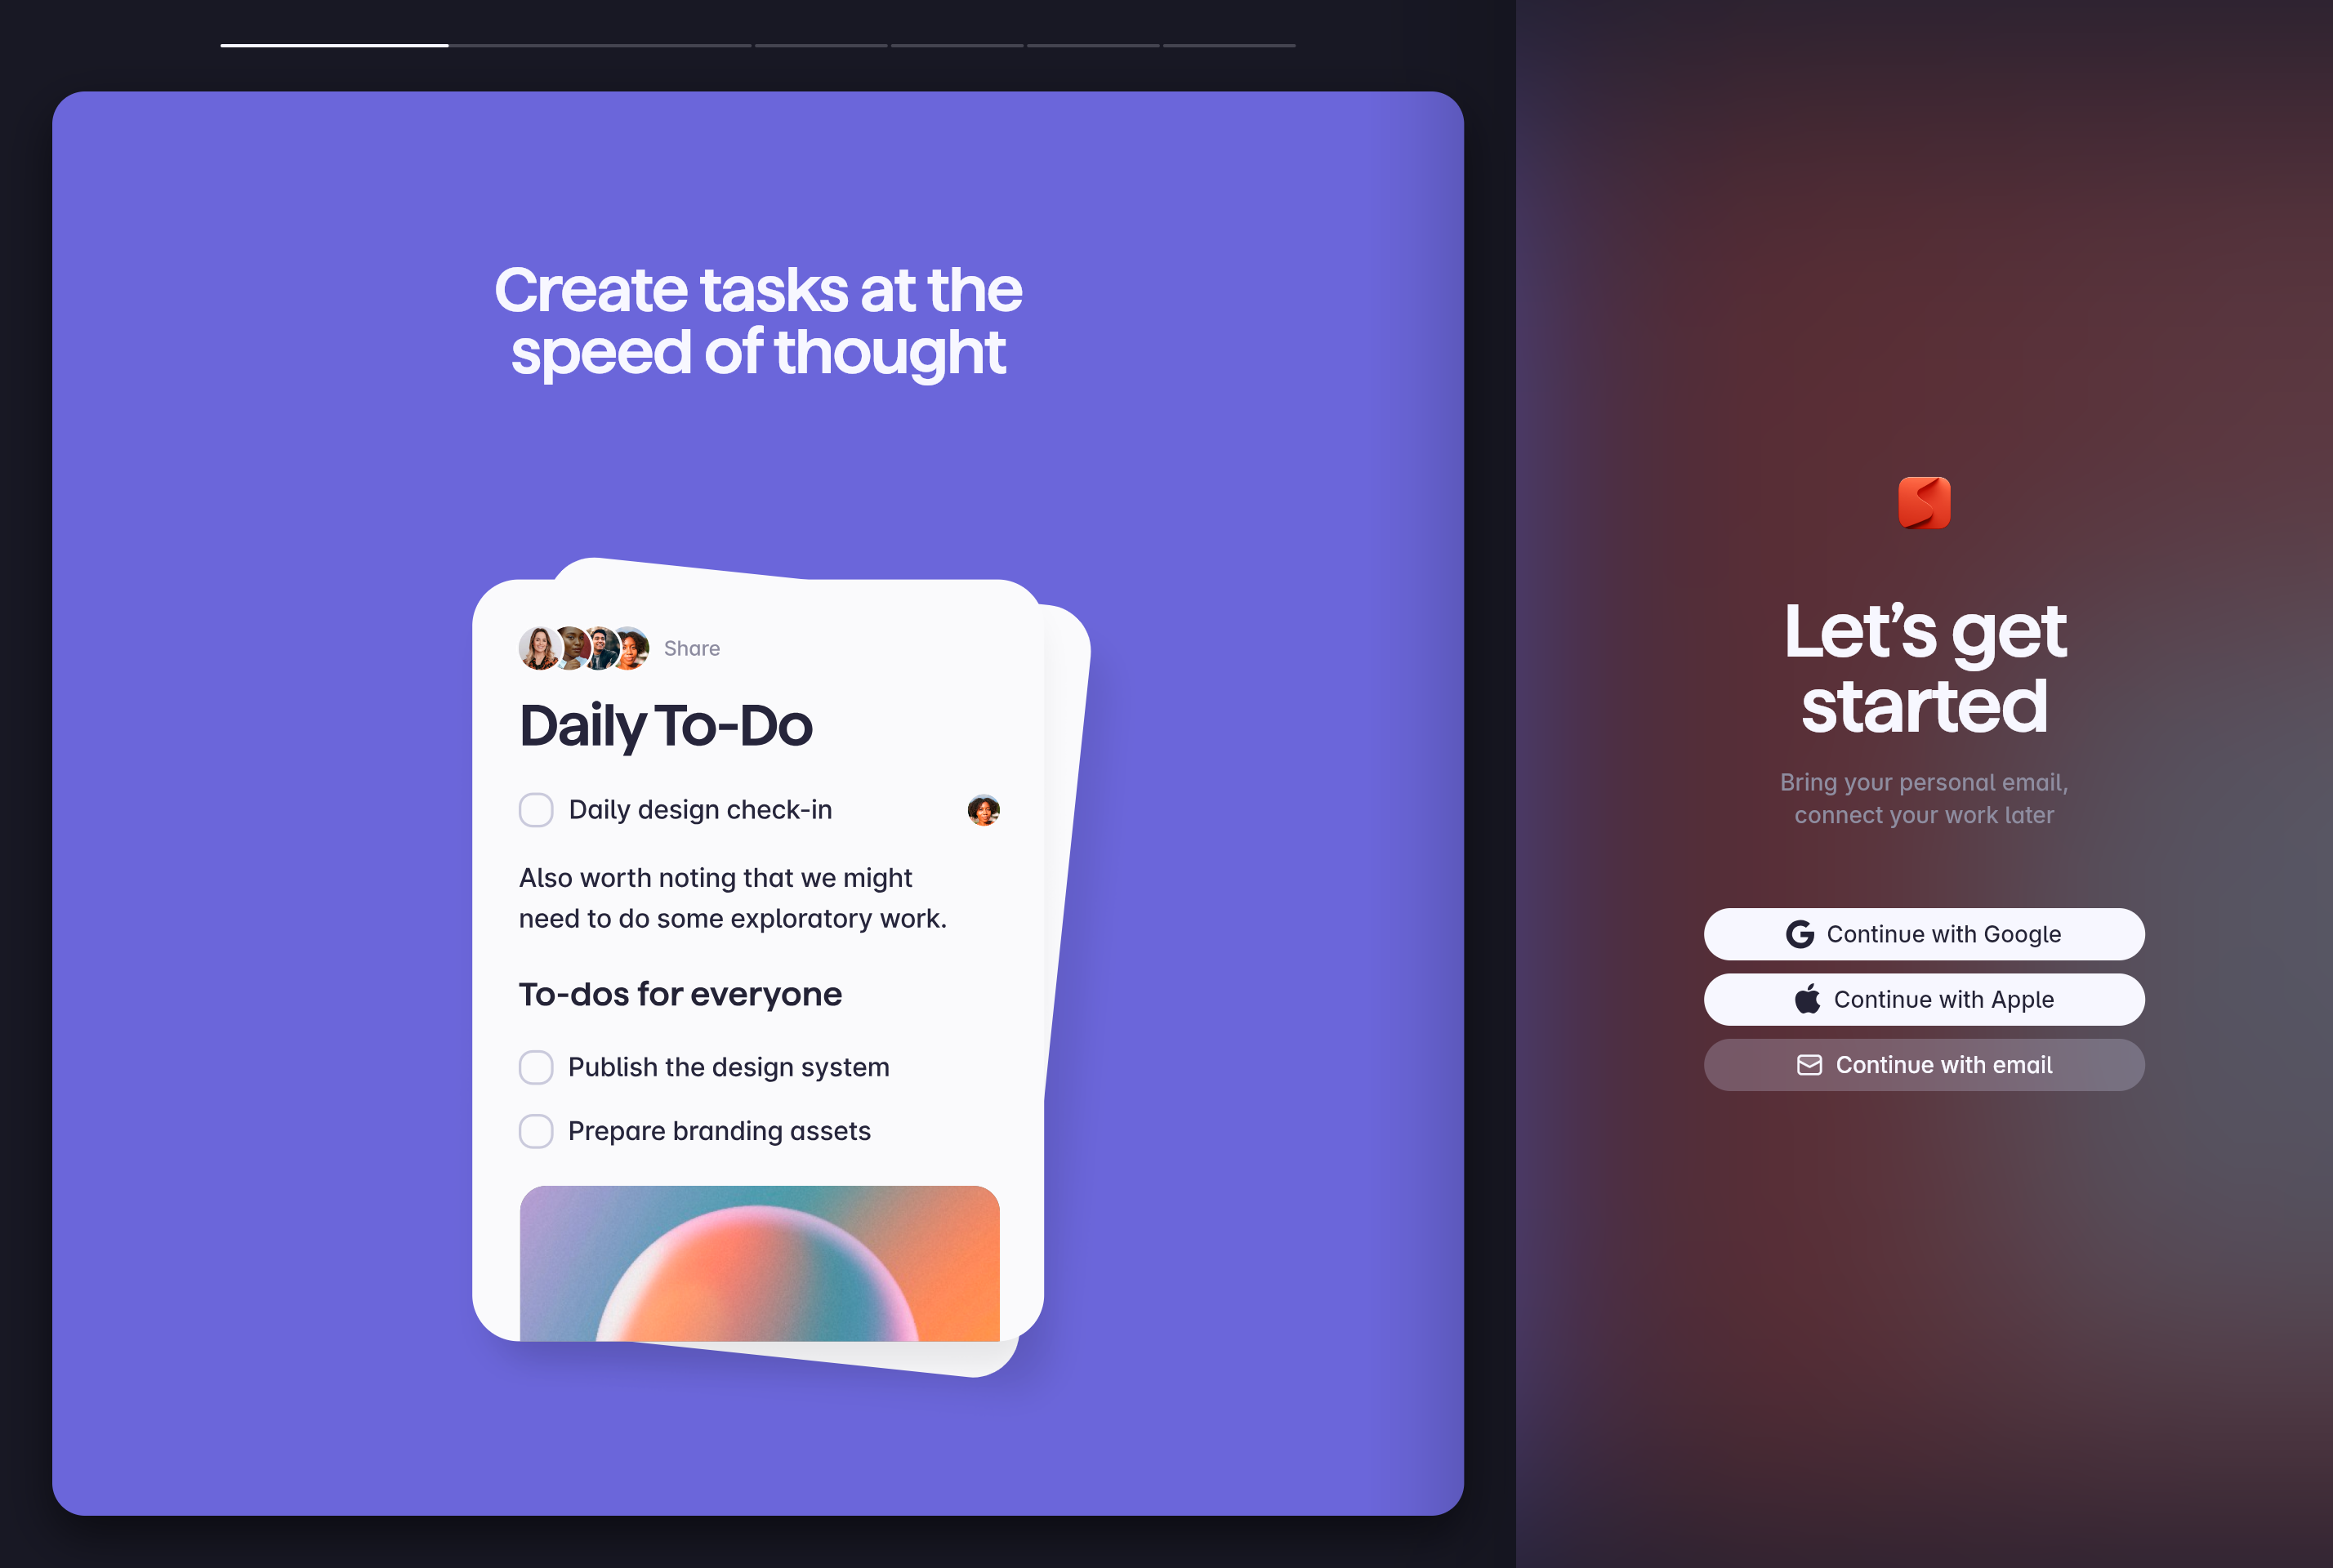 Create tasks at the
speed of thought
Share
Daily To-Do
Daily design check-in
Also worth noting that we might
need to do some exploratory work.
To-dos for everyone
Publish the design system
Prepare branding assets
Let’s get
started
Bring your personal email,
connect your work later
Continue with Google
Continue with Apple
Continue with email